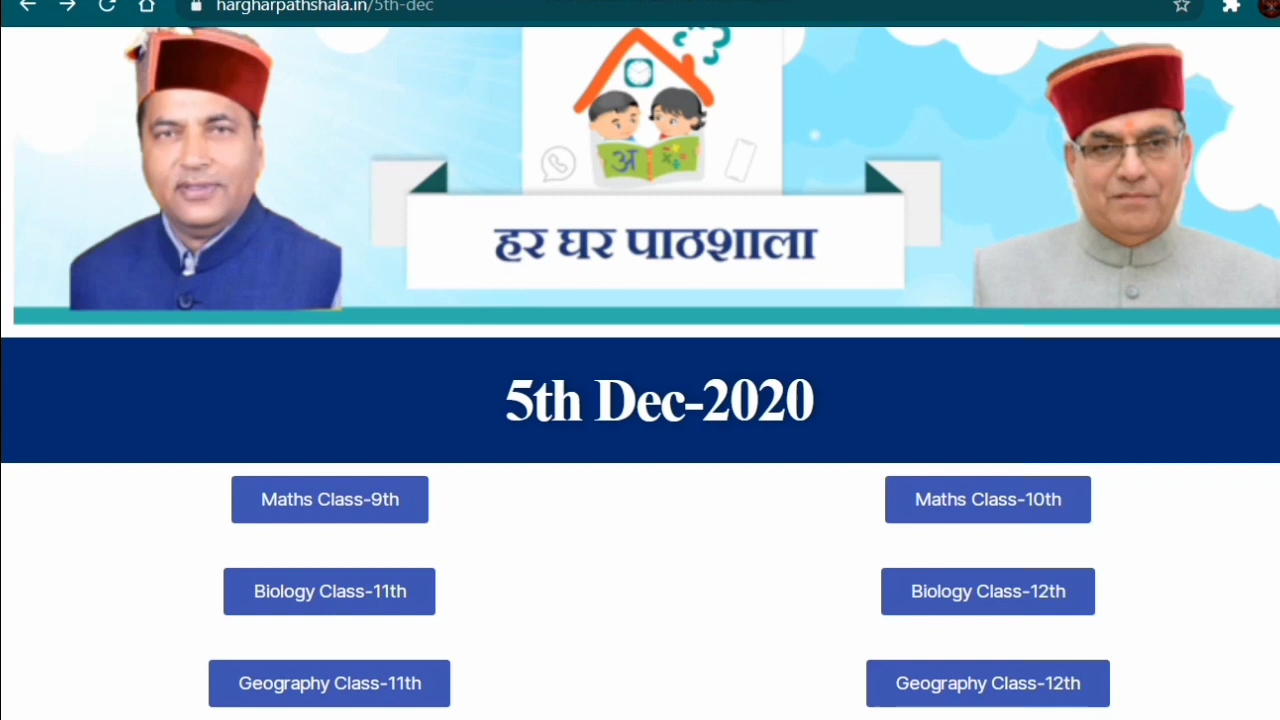 hargharpathshala.in/5th-dec
अ
हर घर पाठशाला
5th Dec-2020
Maths Class-9th
Maths Class-10th
Biology Class-11th
Biology Class-12th
Geography Class-11th
Geography Class-12th